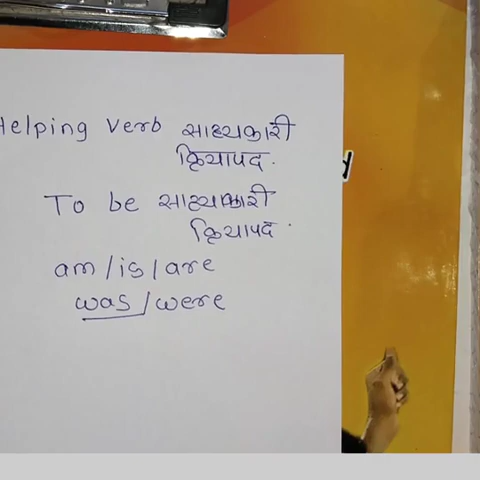 Helping Verb साह्यकारी
क्रियापद.
To be साह्यकारी
क्रियापद.
am/is/are
was/were